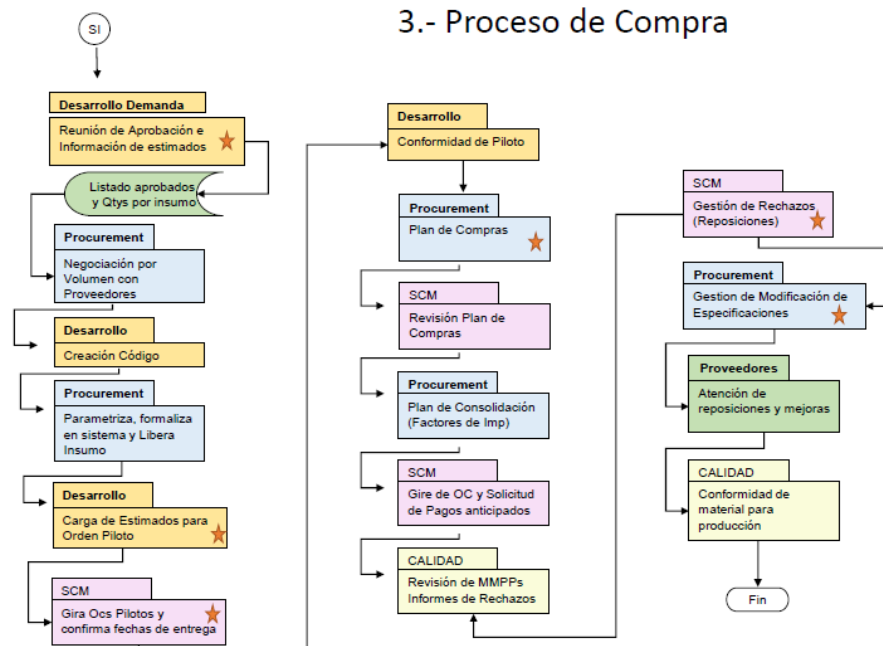 3.- Proceso de Compra
SI
Desarrollo Demanda
Reunión de Aprobación e
Información de estimados
Listado aprobados
y Qtys por insumo
Procurement
Negociación por
Volumen con
Proveedores
Desarrollo
Creación Código
Procurement
Parametriza, formaliza
en sistema y Libera
Insumo
Desarrollo
Carga de Estimados para
Orden Piloto
SCM
Gira Ocs Pilotos y
confirma fechas de entrega
Desarrollo
Conformidad de Piloto
Procurement
Plan de Compras
SCM
Revisión Plan de
Compras
Procurement
Plan de Consolidación
(Factores de Imp)
SCM
Gire de OC y Solicitud
de Pagos anticipados
CALIDAD
Revisión de MMPPs
Informes de Rechazos
SCM
Gestión de Rechazos
(Reposiciones)
Procurement
Gestion de Modificación de
Especificaciones
Proveedores
Atención de
reposiciones y mejoras
CALIDAD
Conformidad de
material para
producción
Fin